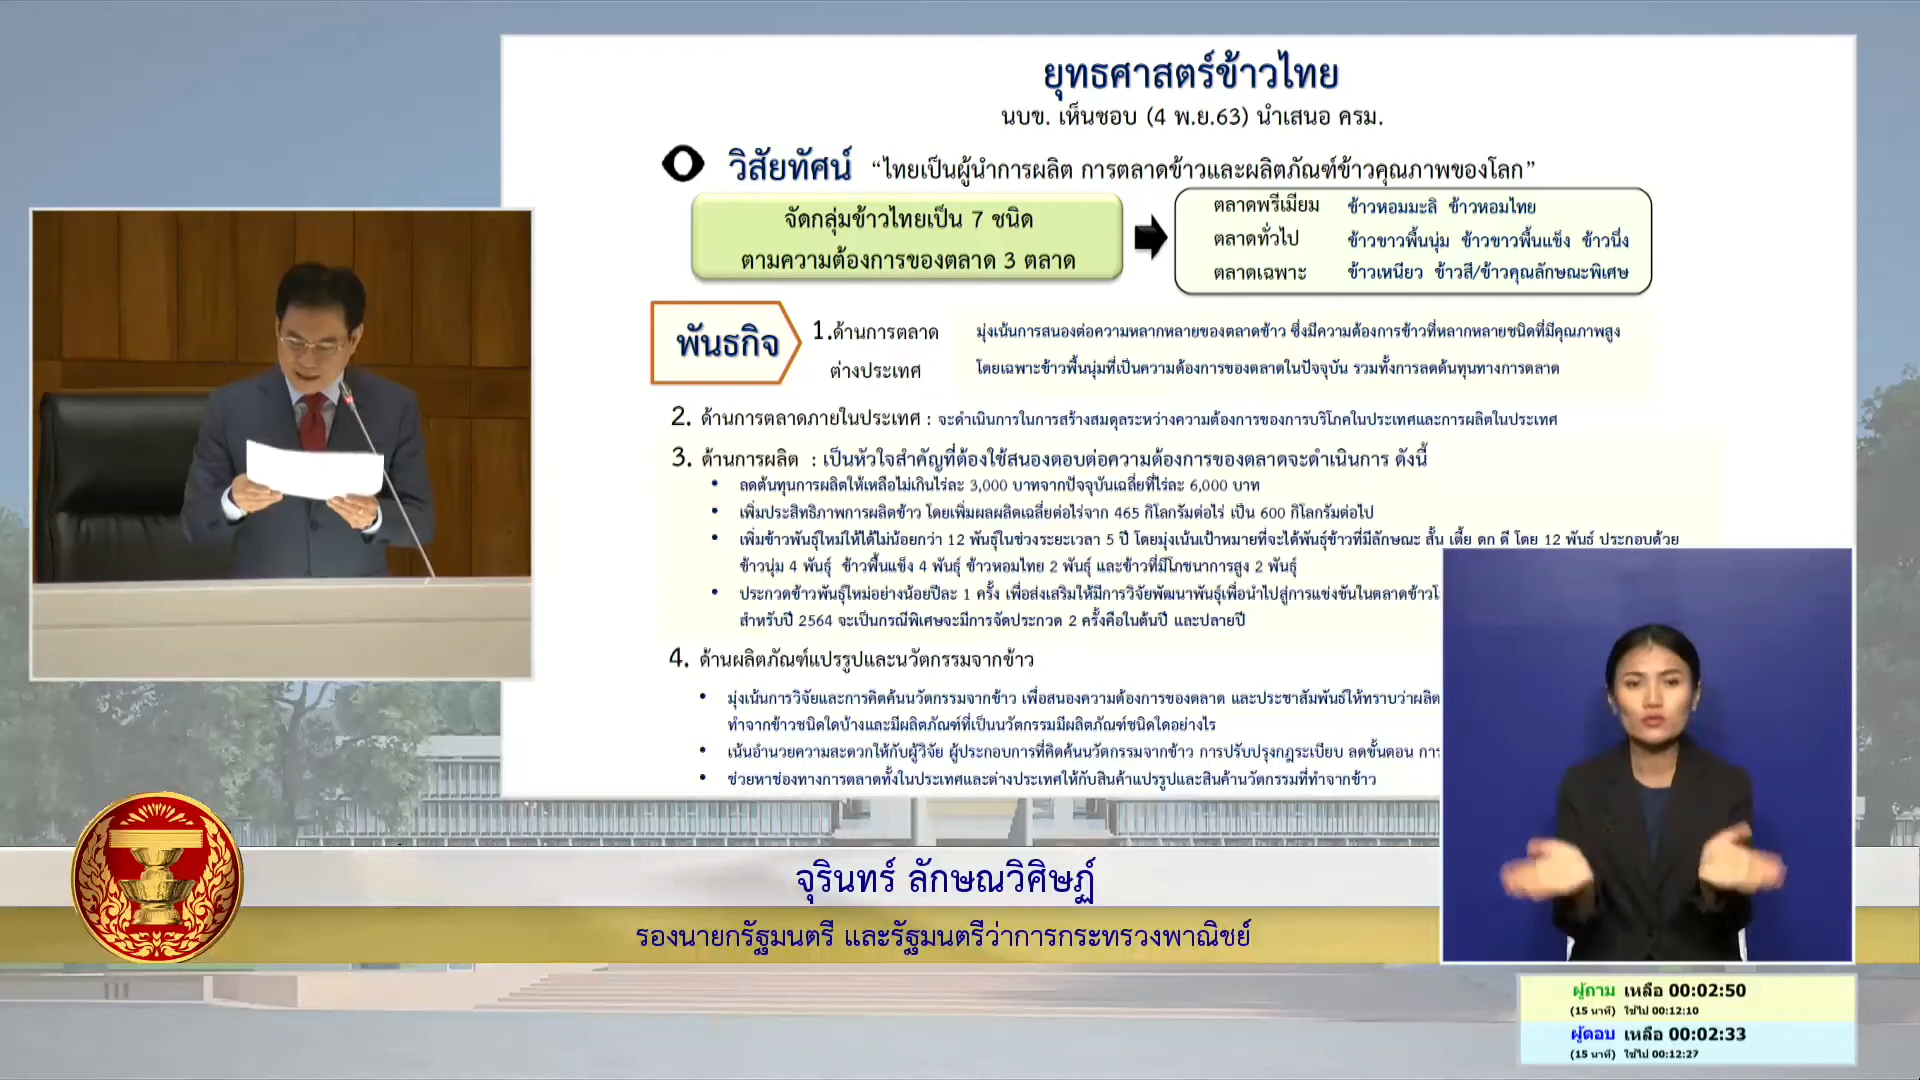 ยุทธศาสตร์ข้าวไทย
นบข. เห็นชอบ (4 พ.ย.63) นำเสนอ ครม.
วิสัยทัศน์ “ไทยเป็นผู้นำการผลิต การตลาดข้าวและผลิตภัณฑ์ข้าวคุณภาพของโลก”
จัดกลุ่มข้าวไทยเป็น 7 ชนิด
ตามความต้องการของตลาด 3 ตลาด
ตลาดพรีเมียม ข้าวหอมมะลิ ข้าวหอมไทย
ตลาดทั่วไป ข้าวขาวพื้นนุ่ม ข้าวขาวพื้นแข็ง ข้าวนึ่ง
ตลาดเฉพาะ ข้าวเหนียว ข้าวสี/ข้าวคุณลักษณะพิเศษ
พันธกิจ
1.ด้านการตลาด
ต่างประเทศ
มุ่งเน้นการสนองต่อความหลากหลายของตลาดข้าว ซึ่งมีความต้องการข้าวที่หลากหลายชนิดที่มีคุณภาพสูง
โดยเฉพาะข้าวพื้นนุ่มที่เป็นความต้องการของตลาดในปัจจุบัน รวมทั้งการลดต้นทุนทางการตลาด
2. ด้านการตลาดภายในประเทศ : จะดำเนินการในการสร้างสมดุลระหว่างความต้องการของการบริโภคในประเทศและการผลิตในประเทศ
3. ด้านการผลิต : เป็นหัวใจสำคัญที่ต้องใช้สนองตอบต่อความต้องการของตลาดจะดำเนินการ ดังนี้
• ลดต้นทุนการผลิตให้เหลือไม่เกินไร่ละ 3,000 บาทจากปัจจุบันเฉลี่ยที่ไร่ละ 6,000 บาท
• เพิ่มประสิทธิภาพการผลิตข้าว โดยเพิ่มผลผลิตเฉลี่ยต่อไร่จาก 465 กิโลกรัมต่อไร่ เป็น 600 กิโลกรัมต่อไป
• เพิ่มข้าวพันธุ์ใหม่ให้ได้ไม่น้อยกว่า 12 พันธุ์ในช่วงระยะเวลา 5 ปี โดยมุ่งเน้นเป้าหมายที่จะได้พันธุ์ข้าวที่มีลักษณะ สั้น เตี้ย ดก ดี โดย 12 พันธ์ ประกอบด้วย
ข้าวนุ่ม 4 พันธุ์ ข้าวพื้นแข็ง 4 พันธุ์ ข้าวหอมไทย 2 พันธุ์ และข้าวที่มีโภชนาการสูง 2 พันธุ์
• ประกวดข้าวพันธุ์ใหม่อย่างน้อยปีละ 1 ครั้ง เพื่อส่งเสริมให้มีการวิจัยพัฒนาพันธุ์เพื่อนำไปสู่การแข่งขันในตลาดข้าว
สำหรับปี 2564 จะเป็นกรณีพิเศษจะมีการจัดประกวด 2 ครั้งคือในต้นปี และปลายปี
4. ด้านผลิตภัณฑ์แปรรูปและนวัตกรรมจากข้าว
• มุ่งเน้นการวิจัยและการคิดค้นนวัตกรรมจากข้าว เพื่อสนองความต้องการของตลาด และประชาสัมพันธ์ให้ทราบว่าผลิต
ทำจากข้าวชนิดใดบ้างและมีผลิตภัณฑ์ที่เป็นนวัตกรรมมีผลิตภัณฑ์ชนิดใดอย่างไร
• เน้นอำนวยความสะดวกให้กับผู้วิจัย ผู้ประกอบการที่คิดค้นนวัตกรรมจากข้าว การปรับปรุงกฎระเบียบ ลดขั้นตอน
• ช่วยหาช่องทางการตลาดทั้งในประเทศและต่างประเทศให้กับสินค้าแปรรูปและสินค้านวัตกรรมที่ทำจากข้าว
จุรินทร์ ลักษณวิศิษฏ์
รองนายกรัฐมนตรี และรัฐมนตรีว่าการกระทรวงพาณิชย์
ผู้ถาม เหลือ 00:02:50
(15 นาที) ใช้ไป 00:12:10
ผู้ตอบ เหลือ 00:02:33
(15 นาที) ใช้ไป 00:12:27